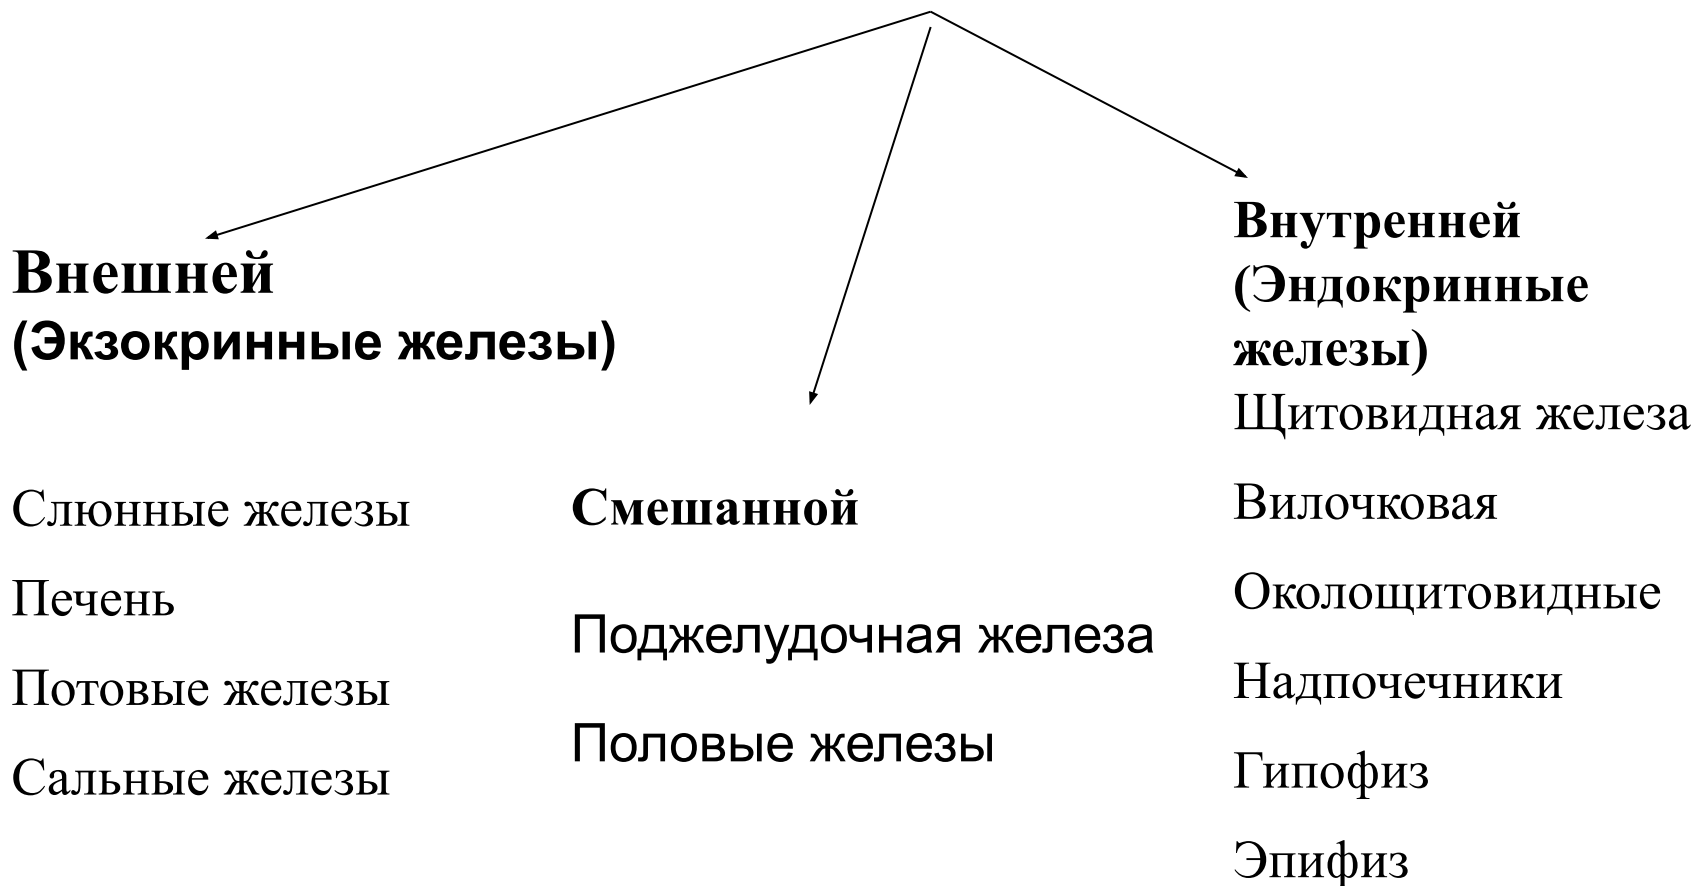 Внешней
(Экзокринные железы)
Слюнные железы
Печень
Потовые железы
Сальные железы
Смешанной
Поджелудочная железа
Половые железы
Внутренней
(Эндокринные
железы)
Щитовидная железа
Вилочковая
Околощитовидные
Надпочечники
Гипофиз
Эпифиз